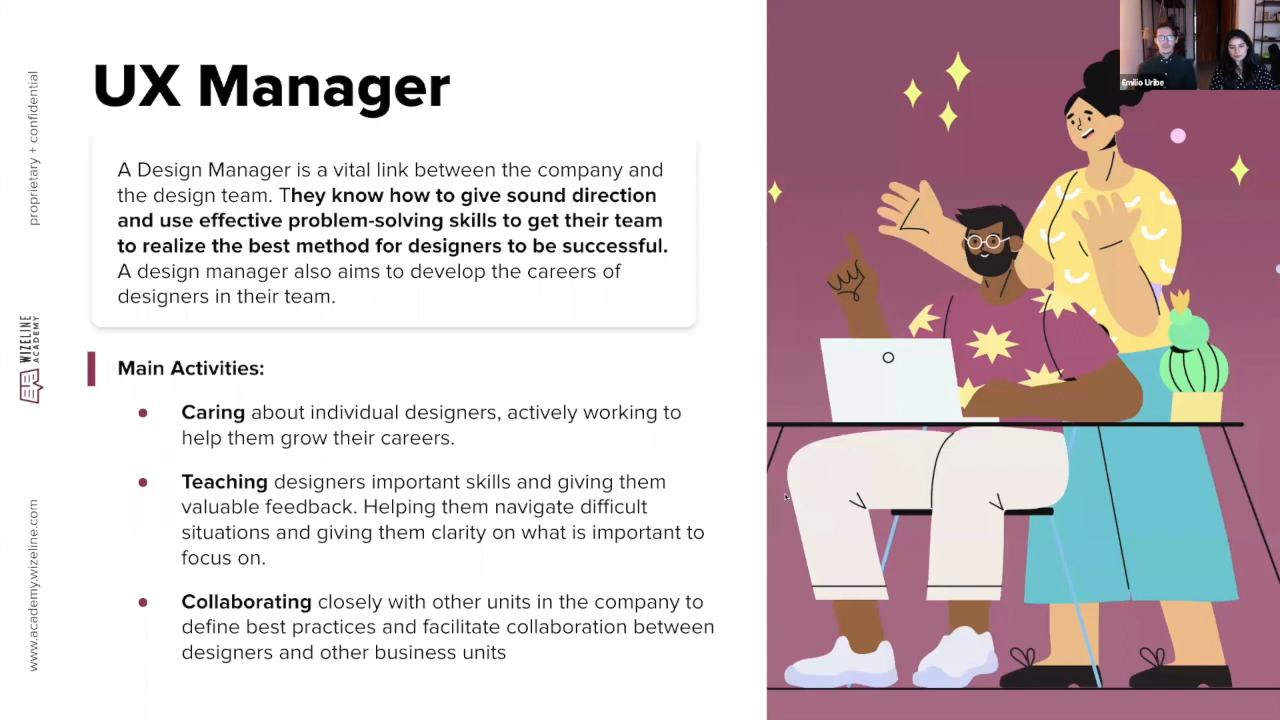 UX Manager
A Design Manager is a vital link between the company and
the design team. They know how to give sound direction
and use effective problem-solving skills to get their team
to realize the best method for designers to be successful.
A design manager also aims to develop the careers of
designers in their team.
Main Activities:
Caring about individual designers, actively working to
help them grow their careers.
Teaching designers important skills and giving them
valuable feedback. Helping them navigate difficult
situations and giving them clarity on what is important to
focus on.
Collaborating closely with other units in the company to
define best practices and facilitate collaboration between
designers and other business units
proprietary + confidential
WIZELINE
ACADEMY
www.academy.wizeline.com
Emilio Uribe